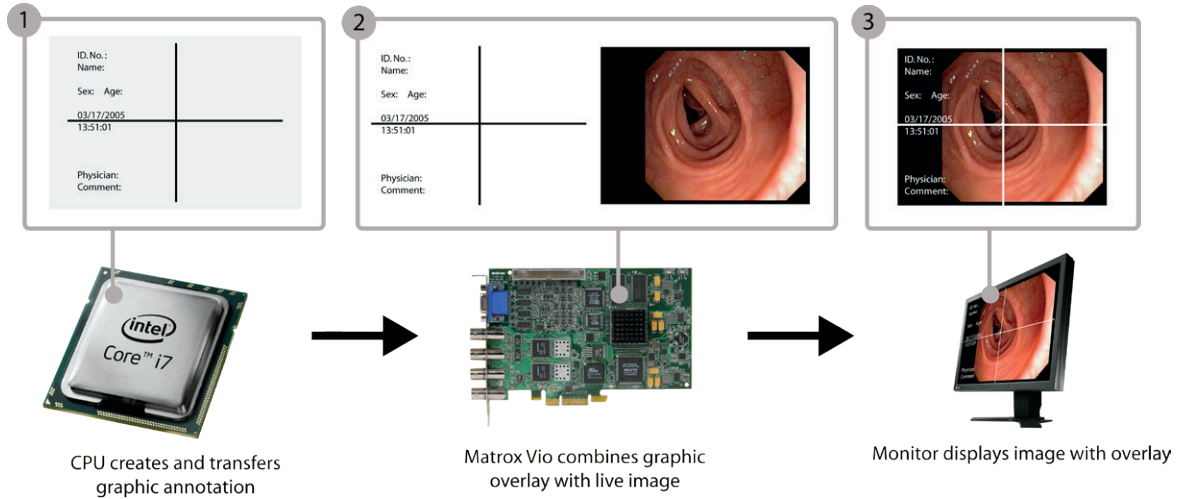 1
ID. No. :
Name:
Sex: Age:
03/17/2005
13:51:01
Physician:
Comment:
2
ID. No. :
Name:
Sex: Age:
03/17/2005
13:51:01
Physician:
Comment:
3
ID. No. :
Name:
Sex: Age:
03/17/2005
13:51:01
Physician:
Comment:
intel
Core™ i7
matrox
CPU creates and transfers
graphic annotation
Matrox Vio combines graphic
overlay with live image
Monitor displays image with overlay